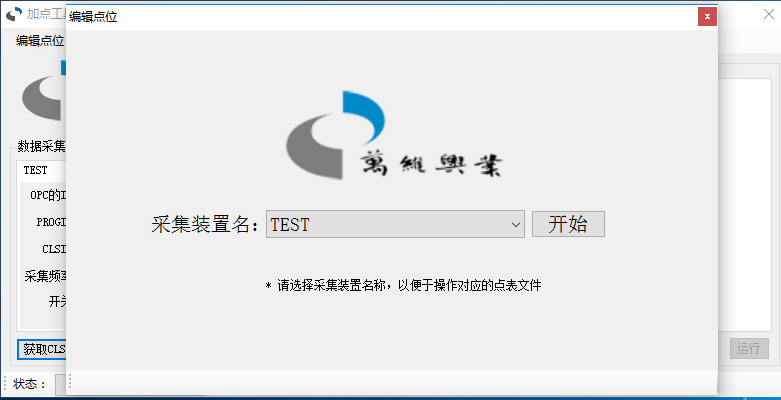 加点工
编辑点位
编辑点位
萬維興業
数据采集
TEST
OPC的I
PROGI
CLSI
采集频率
开关
获取CLS
采集装置名：
TEST
开始
* 请选择采集装置名称，以便于操作对应的点表文件
运行
状态：